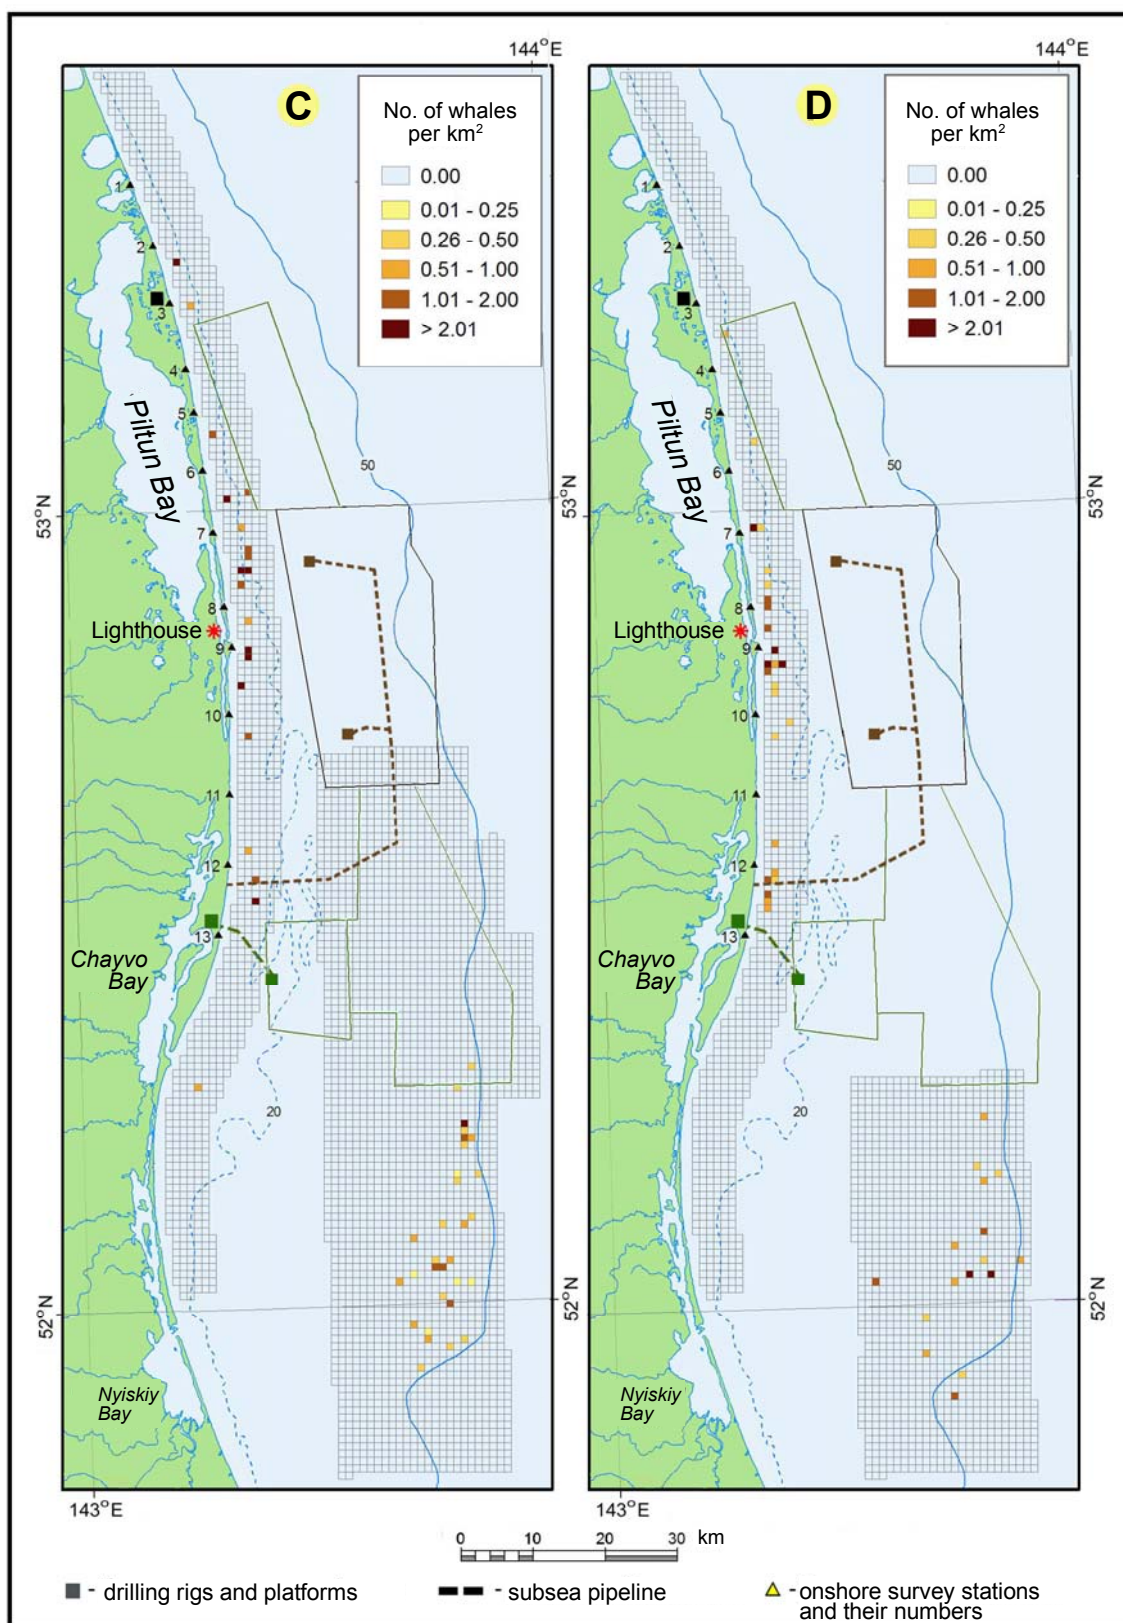 144°E
C
No. of whales
per km²
0.00
0.01 - 0.25
0.26 - 0.50
0.51 - 1.00
1.01 - 2.00
> 2.01
1
2
3
4
5
Piltun Bay
6
50
53°N
7
8
Lighthouse
9
10
11
12
13
Chayvo
Bay
20
52°N
Nyiskiy
Bay
143°E
144°E
D
No. of whales
per km²
0.00
0.01 - 0.25
0.26 - 0.50
0.51 - 1.00
1.01 - 2.00
> 2.01
1
2
3
4
5
Piltun Bay
6
50
53°N
7
8
Lighthouse
9
10
11
12
13
Chayvo
Bay
20
52°N
Nyiskiy
Bay
143°E
0 10 20 30 km
- drilling rigs and platforms
- subsea pipeline
- onshore survey stations
and their numbers